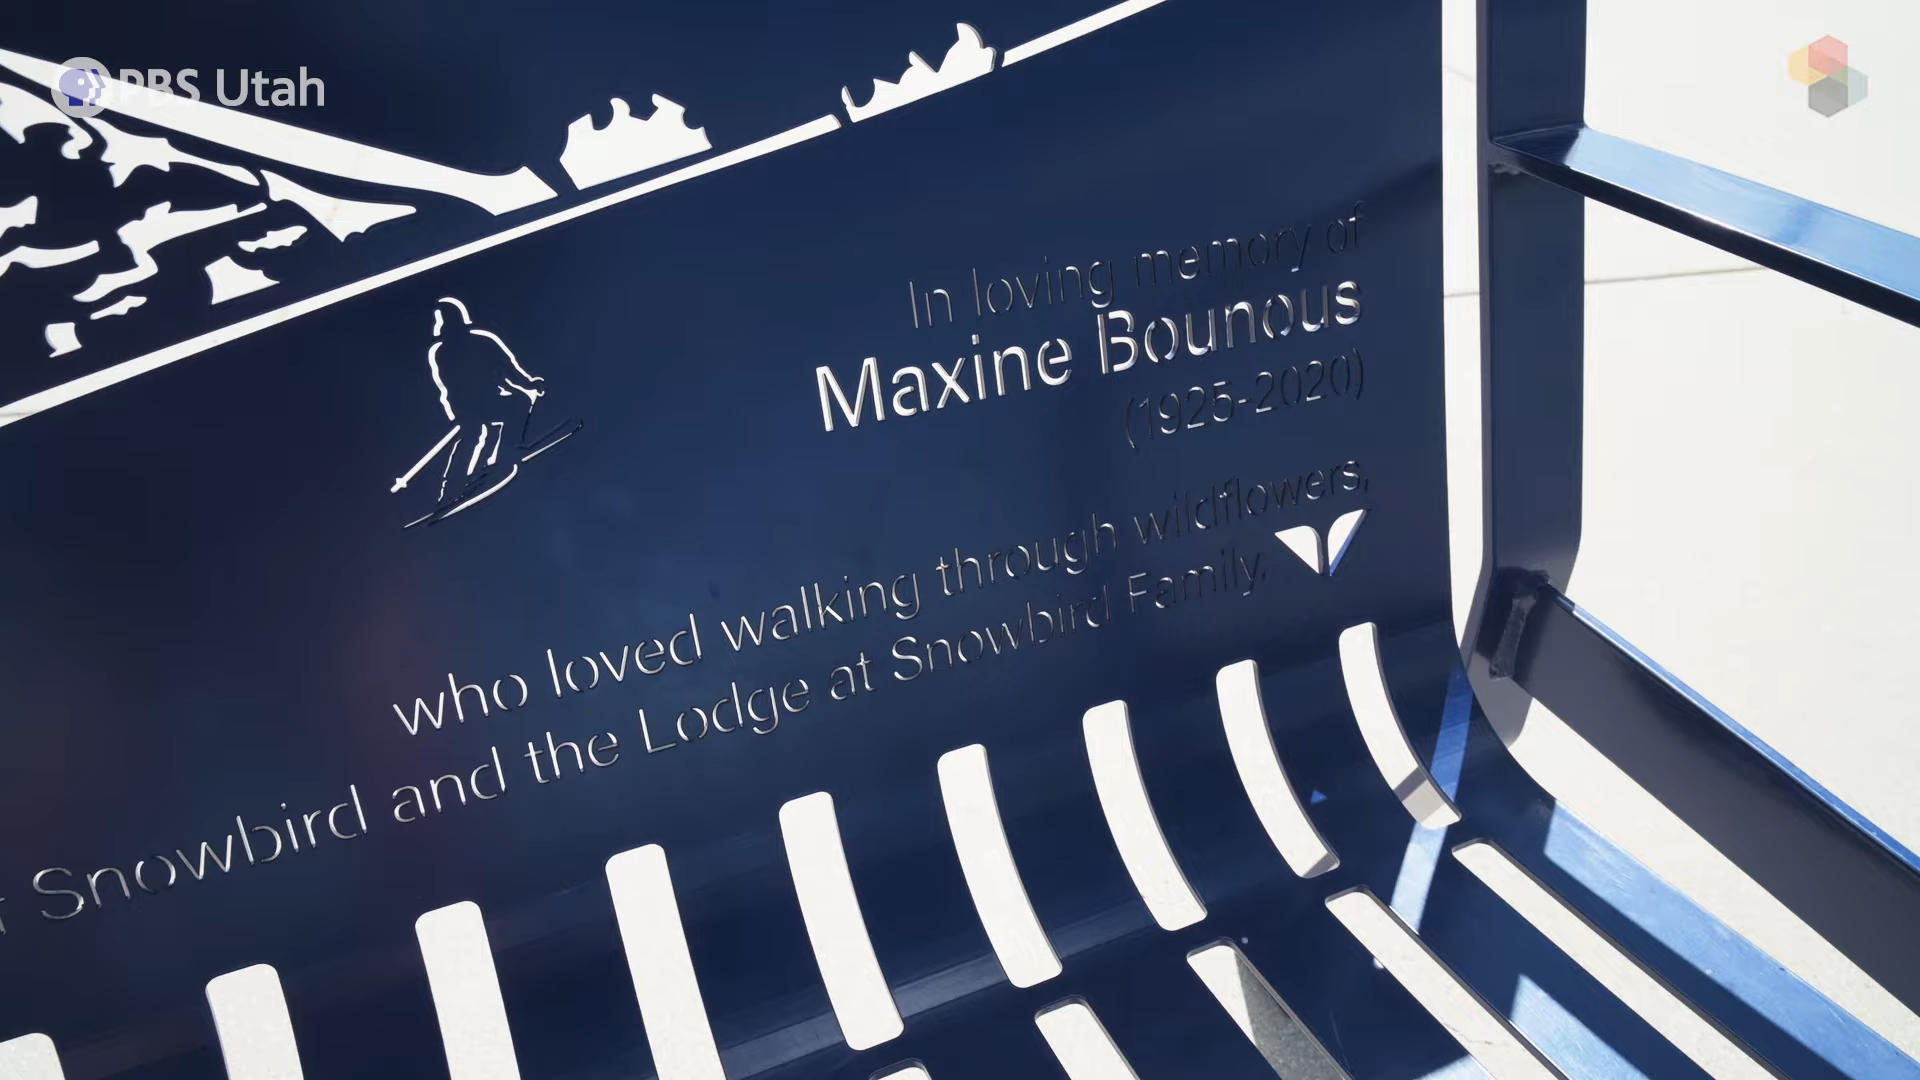 PBS Utah
In loving memory of
Maxine Bounous
(1925-2020)
who loved walking through wildflowers,
Snowbird and the Lodge at Snowbird Family.